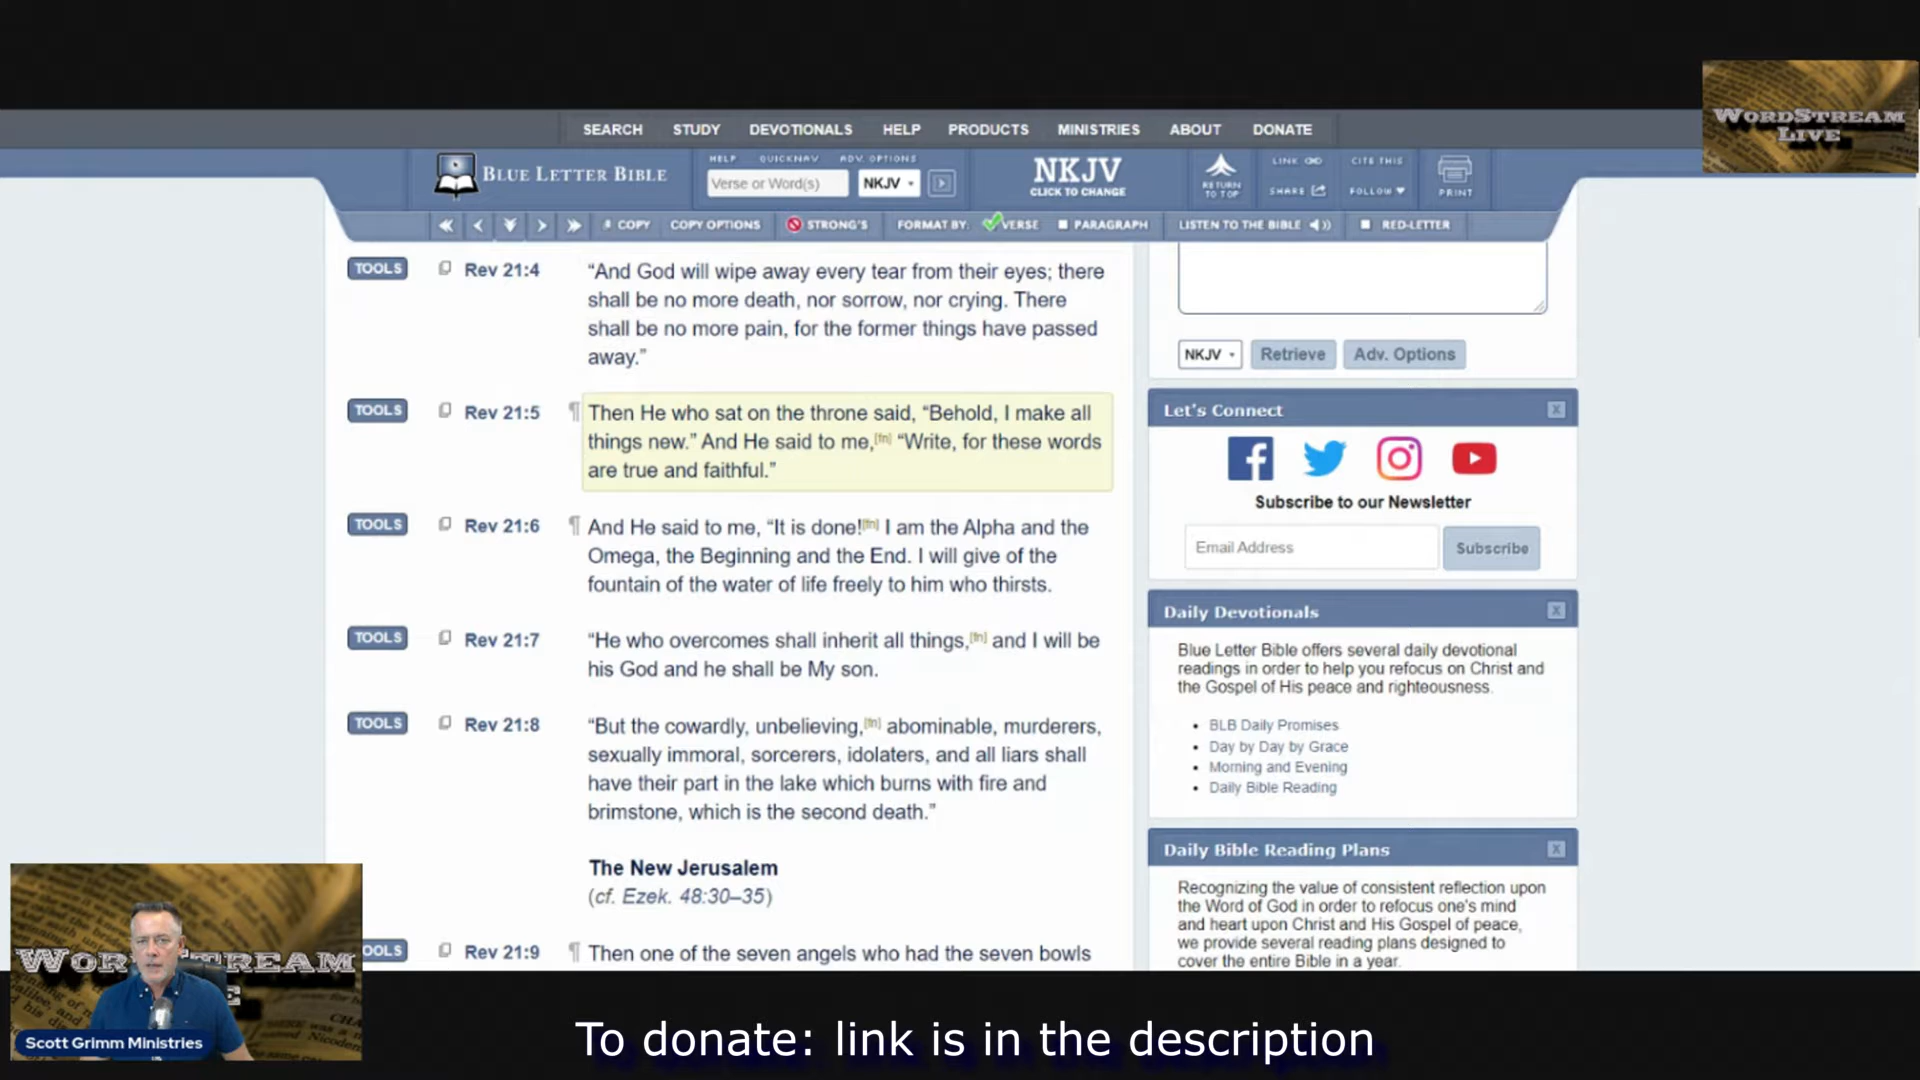 WORDSTREAM
LIVE
SEARCH STUDY DEVOTIONALS HELP PRODUCTS MINISTRIES ABOUT DONATE
BLUE LETTER BIBLE
HELP QUICKNAV ADV. OPTIONS
Verse or Word(s) NKJV
NKJV
CLICK TO CHANGE
RETURN
TO TOP
LINK CITE THIS
SHARE FOLLOW
PRINT
COPY COPY OPTIONS STRONG'S FORMAT BY: VERSE PARAGRAPH LISTEN TO THE BIBLE RED-LETTER
TOOLS Rev 21:4 “And God will wipe away every tear from their eyes; there
shall be no more death, nor sorrow, nor crying. There
shall be no more pain, for the former things have passed
away.”
TOOLS Rev 21:5 ¶ Then He who sat on the throne said, “Behold, I make all
things new.” And He said to me,[fn] “Write, for these words
are true and faithful.”
TOOLS Rev 21:6 ¶ And He said to me, “It is done![fn] I am the Alpha and the
Omega, the Beginning and the End. I will give of the
fountain of the water of life freely to him who thirsts.
TOOLS Rev 21:7 “He who overcomes shall inherit all things,[fn] and I will be
his God and he shall be My son.
TOOLS Rev 21:8 “But the cowardly, unbelieving,[fn] abominable, murderers,
sexually immoral, sorcerers, idolaters, and all liars shall
have their part in the lake which burns with fire and
brimstone, which is the second death.”
The New Jerusalem
(cf. Ezek. 48:30–35)
OOLS Rev 21:9 ¶ Then one of the seven angels who had the seven bowls
NKJV Retrieve Adv. Options
Let's Connect x
Subscribe to our Newsletter
Email Address Subscribe
Daily Devotionals x
Blue Letter Bible offers several daily devotional
readings in order to help you refocus on Christ and
the Gospel of His peace and righteousness.
• BLB Daily Promises
• Day by Day by Grace
• Morning and Evening
• Daily Bible Reading
Daily Bible Reading Plans x
Recognizing the value of consistent reflection upon
the Word of God in order to refocus one's mind
and heart upon Christ and His Gospel of peace,
we provide several reading plans designed to
cover the entire Bible in a year.
WORDSTREAM
Scott Grimm Ministries
To donate: link is in the description